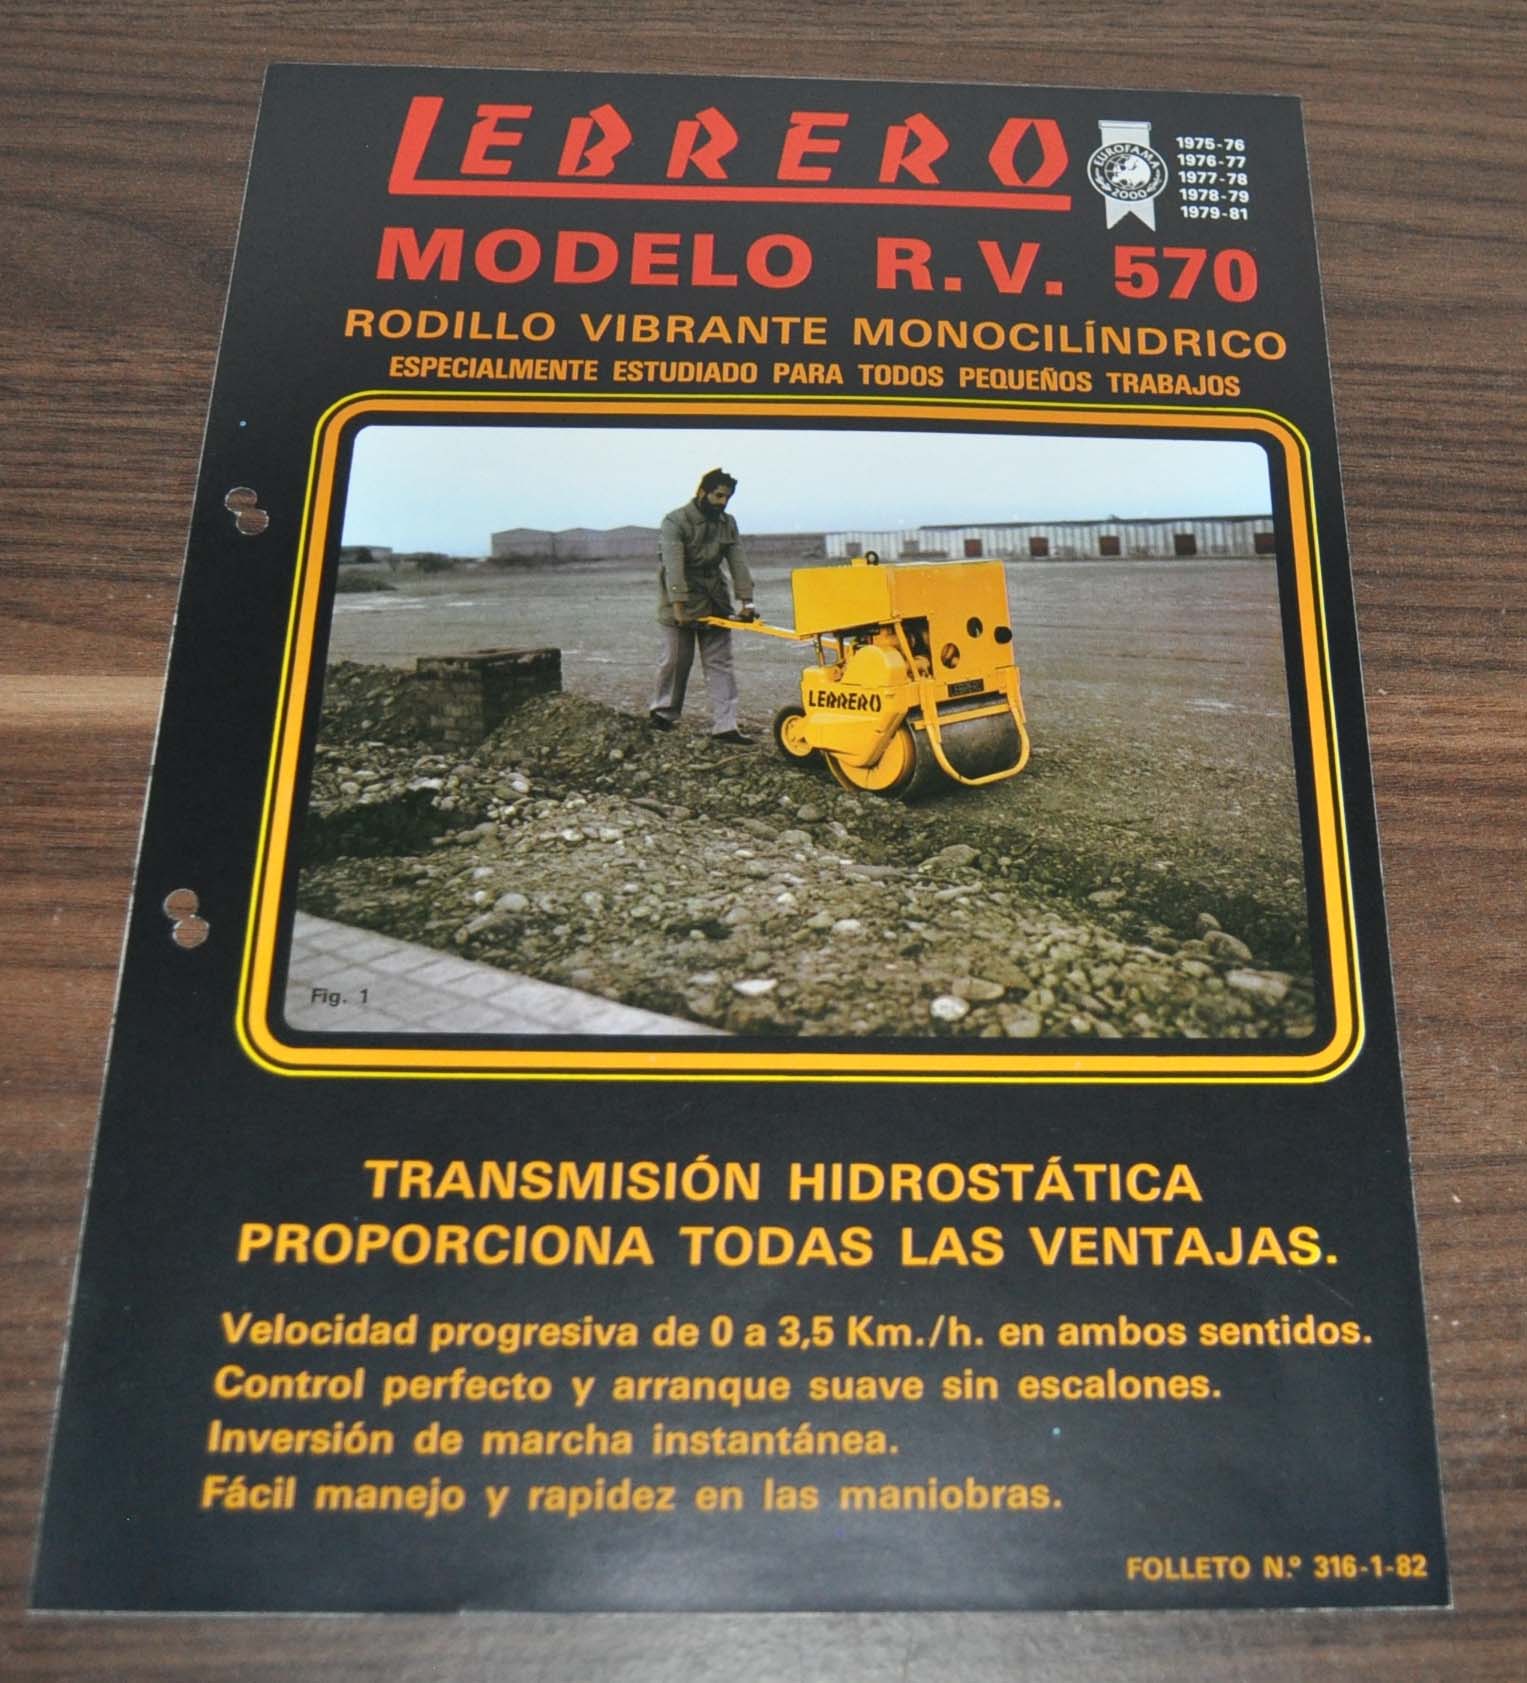 LEBRERO
EUROFAMA
2000
1975-76
1976-77
1977-78
1978-79
1979-81
MODELO R.V. 570
RODILLO VIBRANTE MONOCILÍNDRICO
ESPECIALMENTE ESTUDIADO PARA TODOS PEQUEÑOS TRABAJOS
LEBRERO
Fig. 1
TRANSMISIÓN HIDROSTÁTICA
PROPORCIONA TODAS LAS VENTAJAS.
Velocidad progresiva de 0 a 3,5 Km./h. en ambos sentidos.
Control perfecto y arranque suave sin escalones.
Inversión de marcha instantánea.
Fácil manejo y rapidez en las maniobras.
FOLLETO N.º 316-1-82